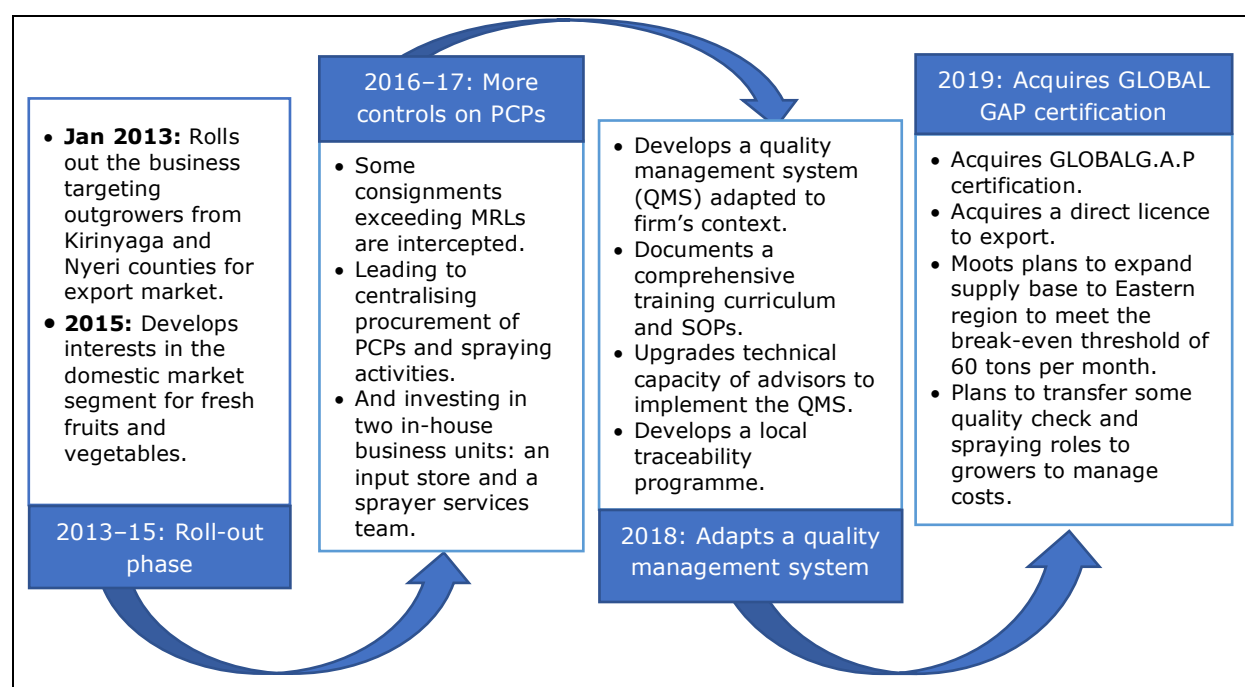 • Jan 2013: Rolls
out the business
targeting
outgrowers from
Kirinyaga and
Nyeri counties for
export market.
• 2015: Develops
interests in the
domestic market
segment for fresh
fruits and
vegetables.
2013–15: Roll-out
phase
2016–17: More
controls on PCPs
• Some
consignments
exceeding MRLs
are intercepted.
• Leading to
centralising
procurement of
PCPs and spraying
activities.
• And investing in
two in-house
business units: an
input store and a
sprayer services
team.
• Develops a quality
management system
(QMS) adapted to
firm’s context.
• Documents a
comprehensive
training curriculum
and SOPs.
• Upgrades technical
capacity of advisors to
implement the QMS.
• Develops a local
traceability
programme.
2018: Adapts a quality
management system
2019: Acquires GLOBAL
GAP certification
• Acquires GLOBALG.A.P
certification.
• Acquires a direct licence
to export.
• Moots plans to expand
supply base to Eastern
region to meet the
break-even threshold of
60 tons per month.
• Plans to transfer some
quality check and
spraying roles to
growers to manage
costs.